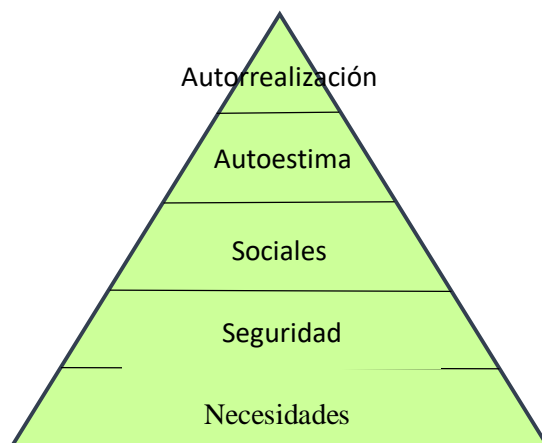 Autorrealización
Autoestima
Sociales
Seguridad
Necesidades